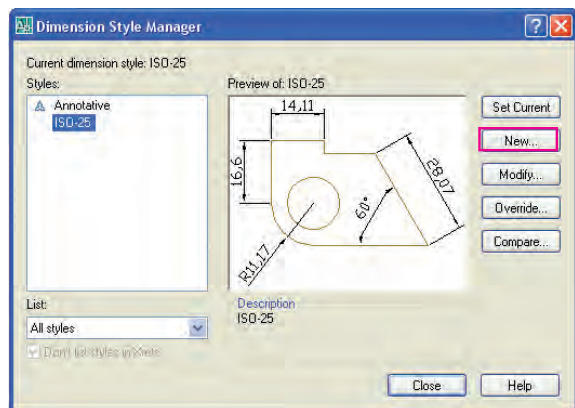 Dimension Style Manager
Current dimension style: ISO-25
Styles:
Annotative
ISO-25
Preview of: ISO-25
14,11
16,6
28,07
60°
R11,17
Set Current
New...
Modify...
Override...
Compare...
List:
All styles
Don't list styles in Xrefs
Description
ISO-25
Close
Help